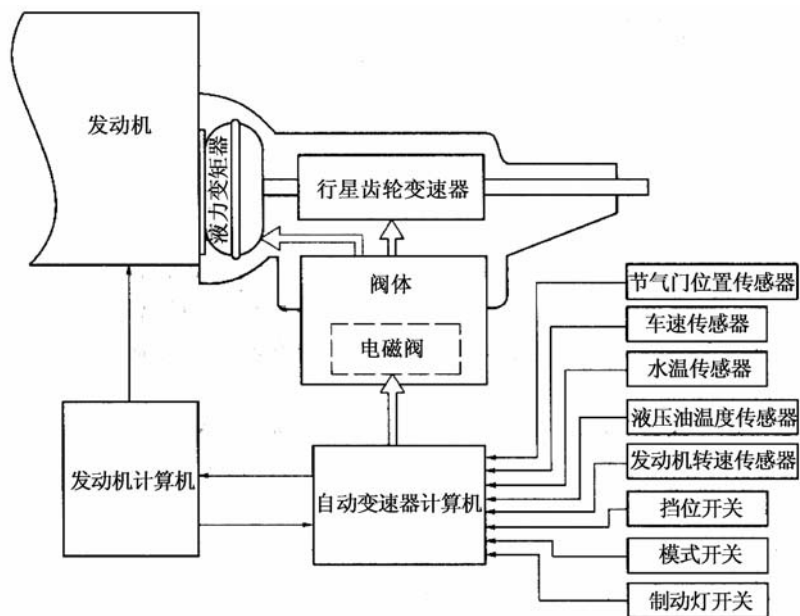 发动机
液力变矩器
行星齿轮变速器
阀体
电磁阀
节气门位置传感器
车速传感器
水温传感器
液压油温度传感器
发动机转速传感器
挡位开关
模式开关
制动灯开关
发动机计算机
自动变速器计算机